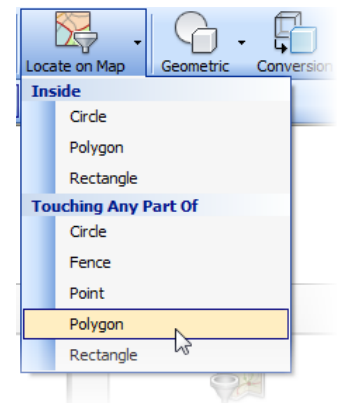 Locate on Map Geometric Conversion
Inside
Circle
Polygon
Rectangle
Touching Any Part Of
Circle
Fence
Point
Polygon
Rectangle